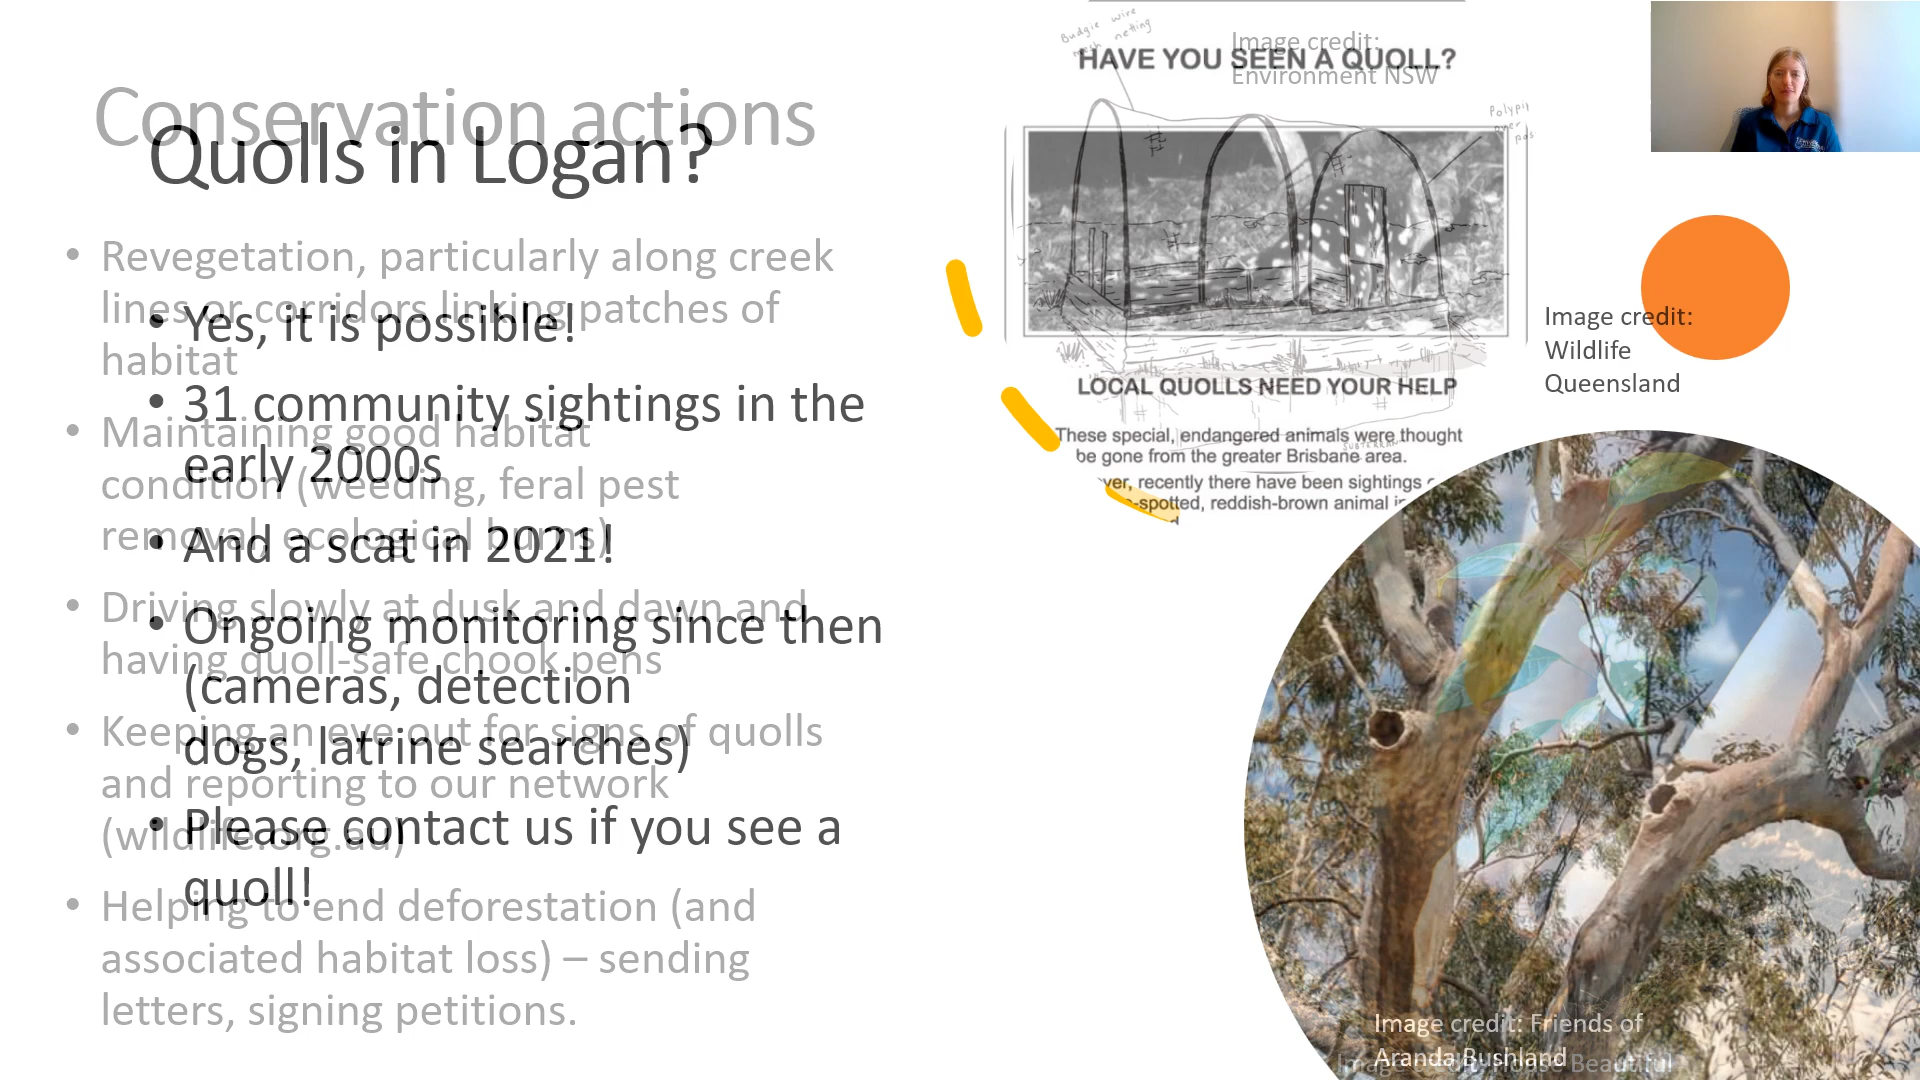 Conservation actions
• Revegetation, particularly along creek
lines or corridors linking patches of
habitat
• Maintaining good habitat
condition (weeding, feral pest
removal, ecological burns)
• Driving slowly at dusk and dawn and
having quoll-safe chook pens
• Keeping an eye out for signs of quolls
and reporting to our network
(wildlife.org.au)
• Helping to end deforestation (and
associated habitat loss) – sending
letters, signing petitions.
Quolls in Logan?
• Yes, it is possible!
• 31 community sightings in the
early 2000s
• And a scat in 2021!
• Ongoing monitoring since then
(cameras, detection
dogs, latrine searches)
• Please contact us if you see a
quoll!
Budgie wire
mesh netting
Image credit:
Environment NSW
HAVE YOU SEEN A QUOLL?
LOCAL QUOLLS NEED YOUR HELP
These special, endangered animals were thought
be gone from the greater Brisbane area.
ver, recently there have been sightings
-spotted, reddish-brown animal
Image credit:
Wildlife
Queensland
Image credit: Friends of
Aranda Bushland
Image credit: House Beautiful